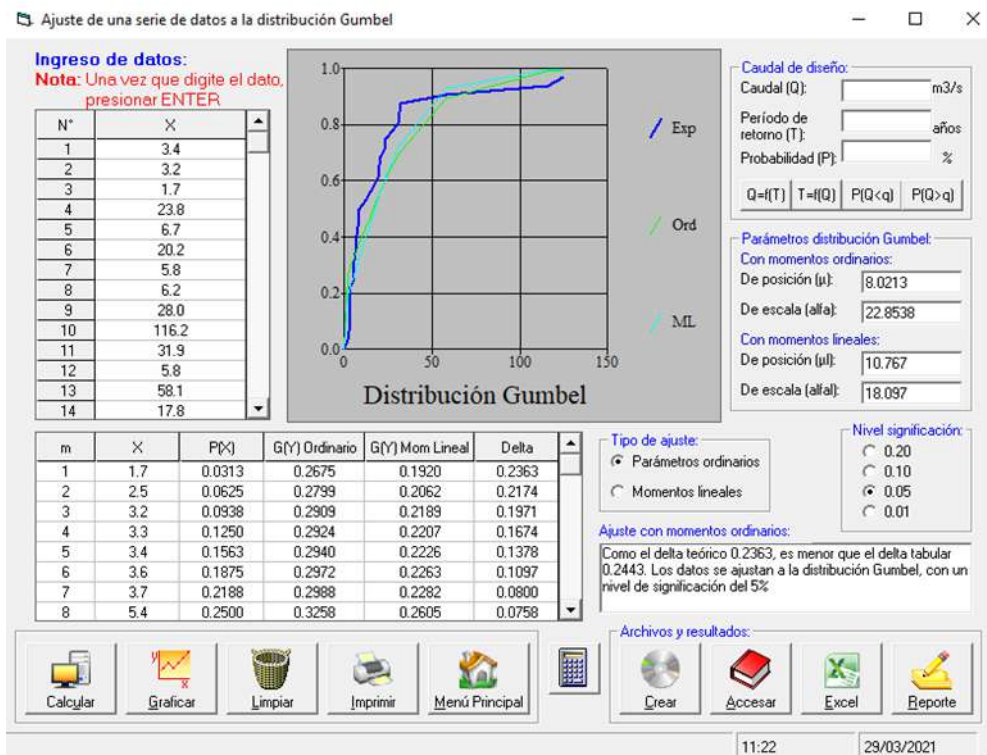 Ajuste de una serie de datos a la distribución Gumbel
Ingreso de datos:
Nota: Una vez que digite el dato,
presionar ENTER
N° X
1 3.4
2 3.2
3 1.7
4 23.8
5 6.7
6 20.2
7 5.8
8 6.2
9 28.0
10 116.2
11 31.9
12 5.8
13 58.1
14 17.8
1.0
0.8
0.6
0.4
0.2
0.0
0 50 100 150
Exp
Ord
ML
Distribución Gumbel
Caudal de diseño:
Caudal (Q): m3/s
Período de
retorno (T): años
Probabilidad (P): %
Q=f(T) T=f(Q) P(Q<q) P(Q>q)
Parámetros distribución Gumbel:
Con momentos ordinarios:
De posición (µ): 8.0213
De escala (alfa): 22.8538
Con momentos lineales:
De posición (µl): 10.767
De escala (alfal): 18.097
m X P(X) G(Y) Ordinario G(Y) Mom Lineal Delta
1 1.7 0.0313 0.2675 0.1920 0.2363
2 2.5 0.0625 0.2799 0.2062 0.2174
3 3.2 0.0938 0.2909 0.2189 0.1971
4 3.3 0.1250 0.2924 0.2207 0.1674
5 3.4 0.1563 0.2940 0.2226 0.1378
6 3.6 0.1875 0.2972 0.2263 0.1097
7 3.7 0.2188 0.2988 0.2282 0.0800
8 5.4 0.2500 0.3258 0.2605 0.0758
Tipo de ajuste:
Parámetros ordinarios
Momentos lineales
Nivel significación:
0.20
0.10
0.05
0.01
Ajuste con momentos ordinarios:
Como el delta teórico 0.2363, es menor que el delta tabular
0.2443. Los datos se ajustan a la distribución Gumbel, con un
nivel de significación del 5%
Calcular Graficar Limpiar Imprimir Menú Principal
Archivos y resultados:
Crear Accesar Excel Reporte
11:22 29/03/2021